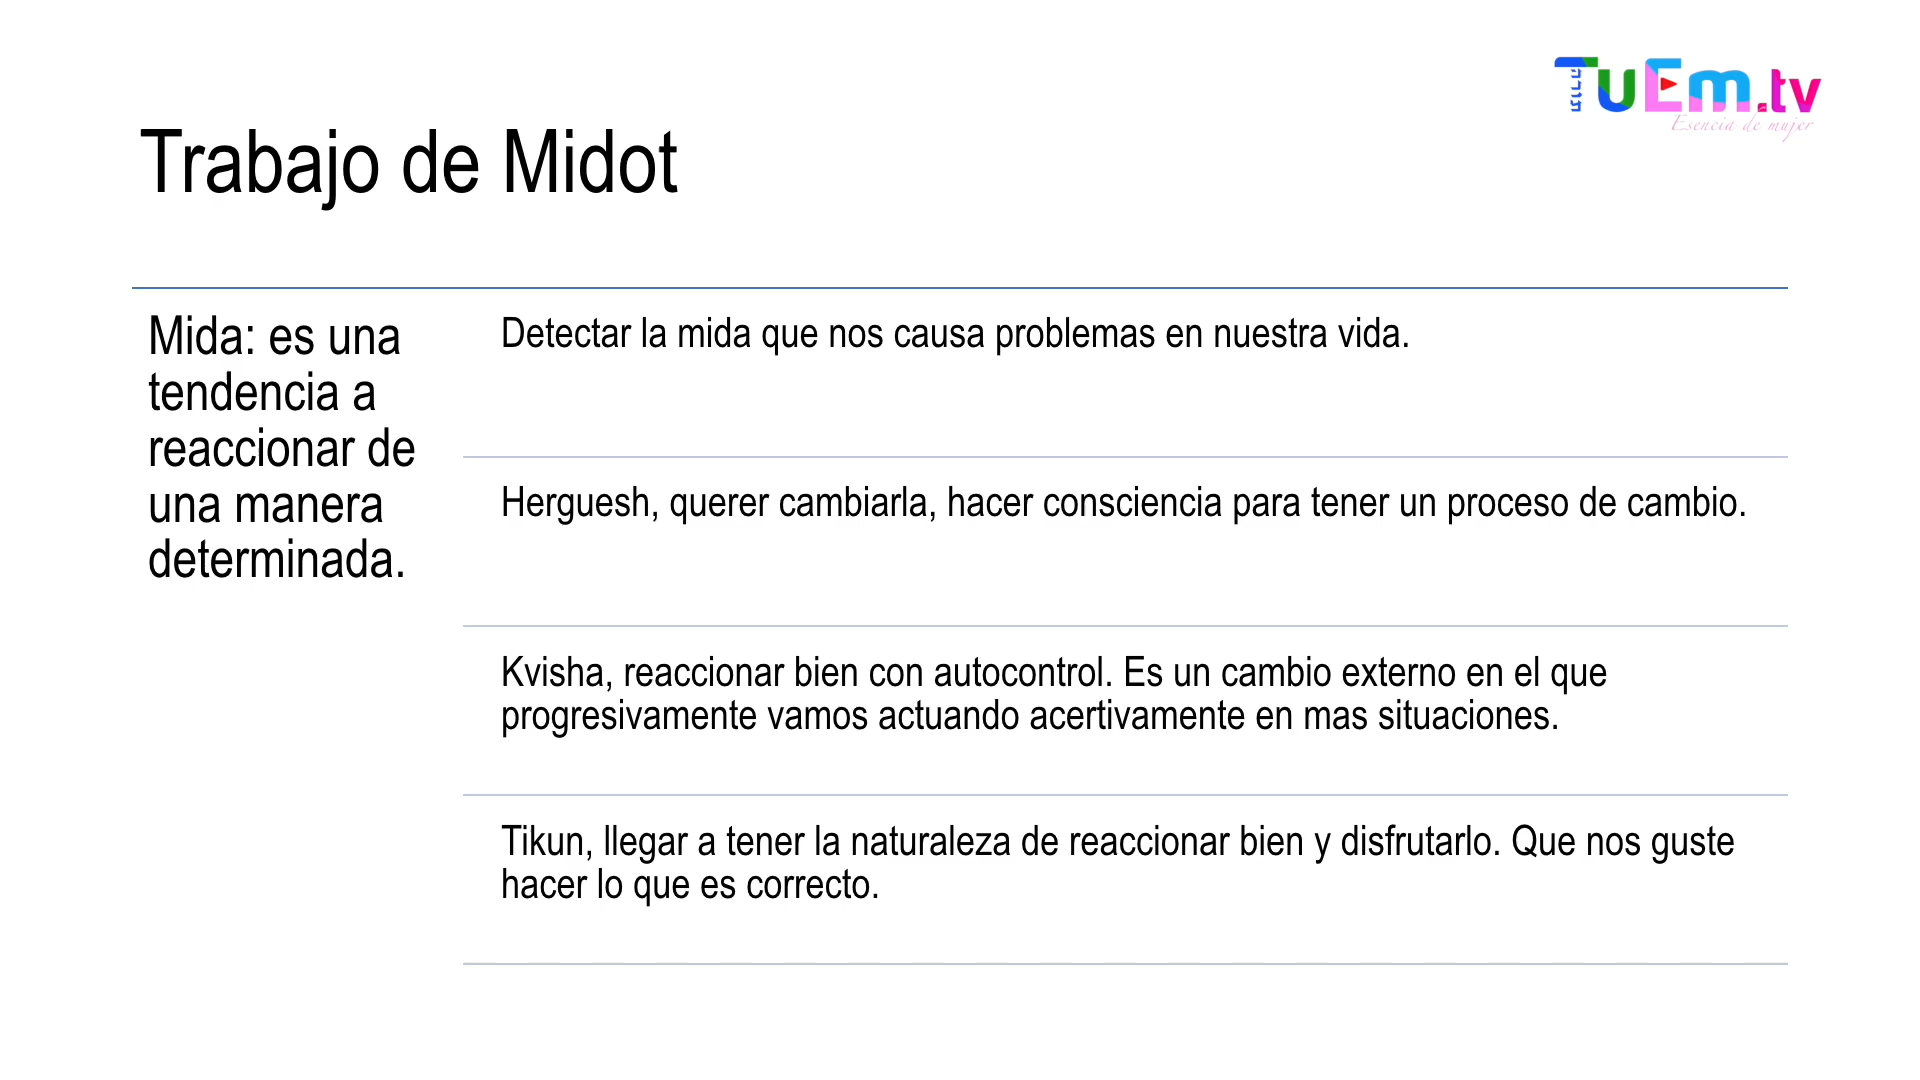 TuEm.tv
תורה
Esencia de mujer
Trabajo de Midot
Mida: es una
tendencia a
reaccionar de
una manera
determinada.
Detectar la mida que nos causa problemas en nuestra vida.
Herguesh, querer cambiarla, hacer consciencia para tener un proceso de cambio.
Kvisha, reaccionar bien con autocontrol. Es un cambio externo en el que
progresivamente vamos actuando acertivamente en mas situaciones.
Tikun, llegar a tener la naturaleza de reaccionar bien y disfrutarlo. Que nos guste
hacer lo que es correcto.